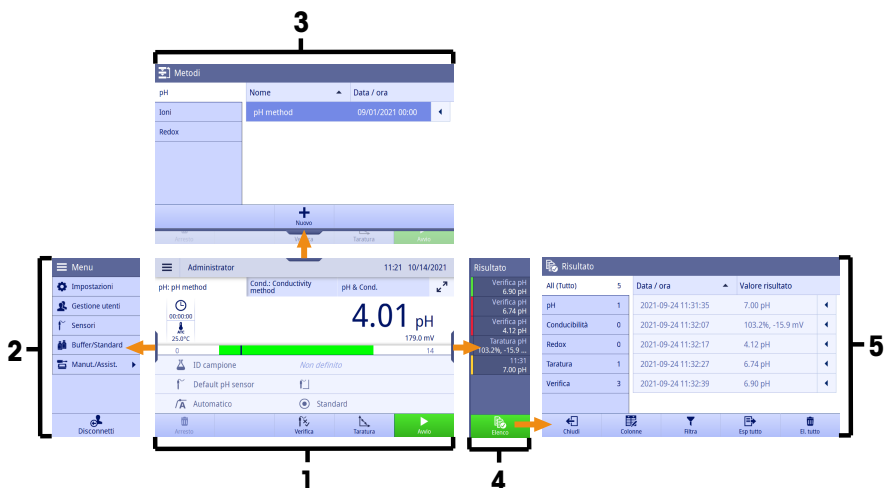 3
Metodi
pH
Nome
Data / ora
Ioni
pH method
09/01/2021 00:00
Redox
Nuovo
Arresto
Verifica
Taratura
Avvio
Menu
Impostazioni
Gestione utenti
Sensori
Buffer/Standard
Manut./Assist.
Disconnetti
2
Administrator
11:21 10/14/2021
pH: pH method
Cond.: Conductivity
method
pH & Cond.
00:00:00
ATC
25.0°C
4.01 pH
179.0 mV
0
14
ID campione
Non definito
Default pH sensor
Automatico
Standard
Arresto
Verifica
Taratura
Avvio
1
Risultato
Verifica pH
6.90 pH
Verifica pH
6.74 pH
Verifica pH
4.12 pH
Taratura pH
103.2%, -15.9 ...
11:31
7.00 pH
Elenco
4
Risultato
All (Tutto) 5
Data / ora
Valore risultato
pH 1
2021-09-24 11:31:35
7.00 pH
Conducibilità 0
2021-09-24 11:32:07
103.2%, -15.9 mV
Redox 0
2021-09-24 11:32:17
4.12 pH
Taratura 1
2021-09-24 11:32:27
6.74 pH
Verifica 3
2021-09-24 11:32:39
6.90 pH
Chiudi
Colonne
Filtra
Esp tutto
El. tutto
5